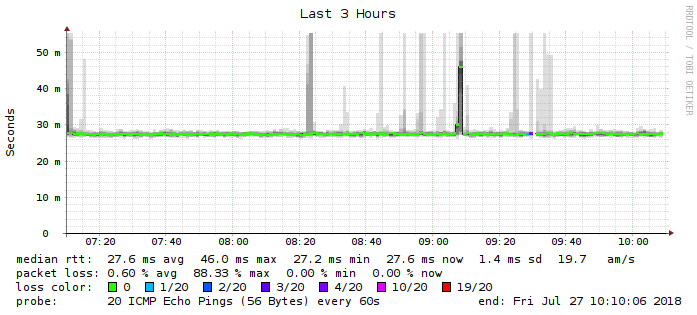 Last 3 Hours
RRDTOOL / TOBI OETIKER
Seconds
50 m
40 m
30 m
20 m
10 m
0
07:20 07:40 08:00 08:20 08:40 09:00 09:20 09:40 10:00
median rtt: 27.6 ms avg 46.0 ms max 27.2 ms min 27.6 ms now 1.4 ms sd 19.7 am/s
packet loss: 0.60 % avg 88.33 % max 0.00 % min 0.00 % now
loss color: 0 1/20 2/20 3/20 4/20 10/20 19/20
probe: 20 ICMP Echo Pings (56 Bytes) every 60s end: Fri Jul 27 10:10:06 2018